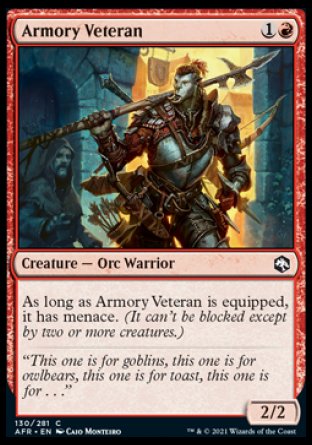 Armory Veteran 1
Creature — Orc Warrior
As long as Armory Veteran is equipped,
it has menace. (It can't be blocked except
by two or more creatures.)
"This one is for goblins, this one is for
owlbears, this one is for toast, this one
is for . . ."
2/2
130/281 C
AFR • EN Caio Monteiro
™ & © 2021 Wizards of the Coast